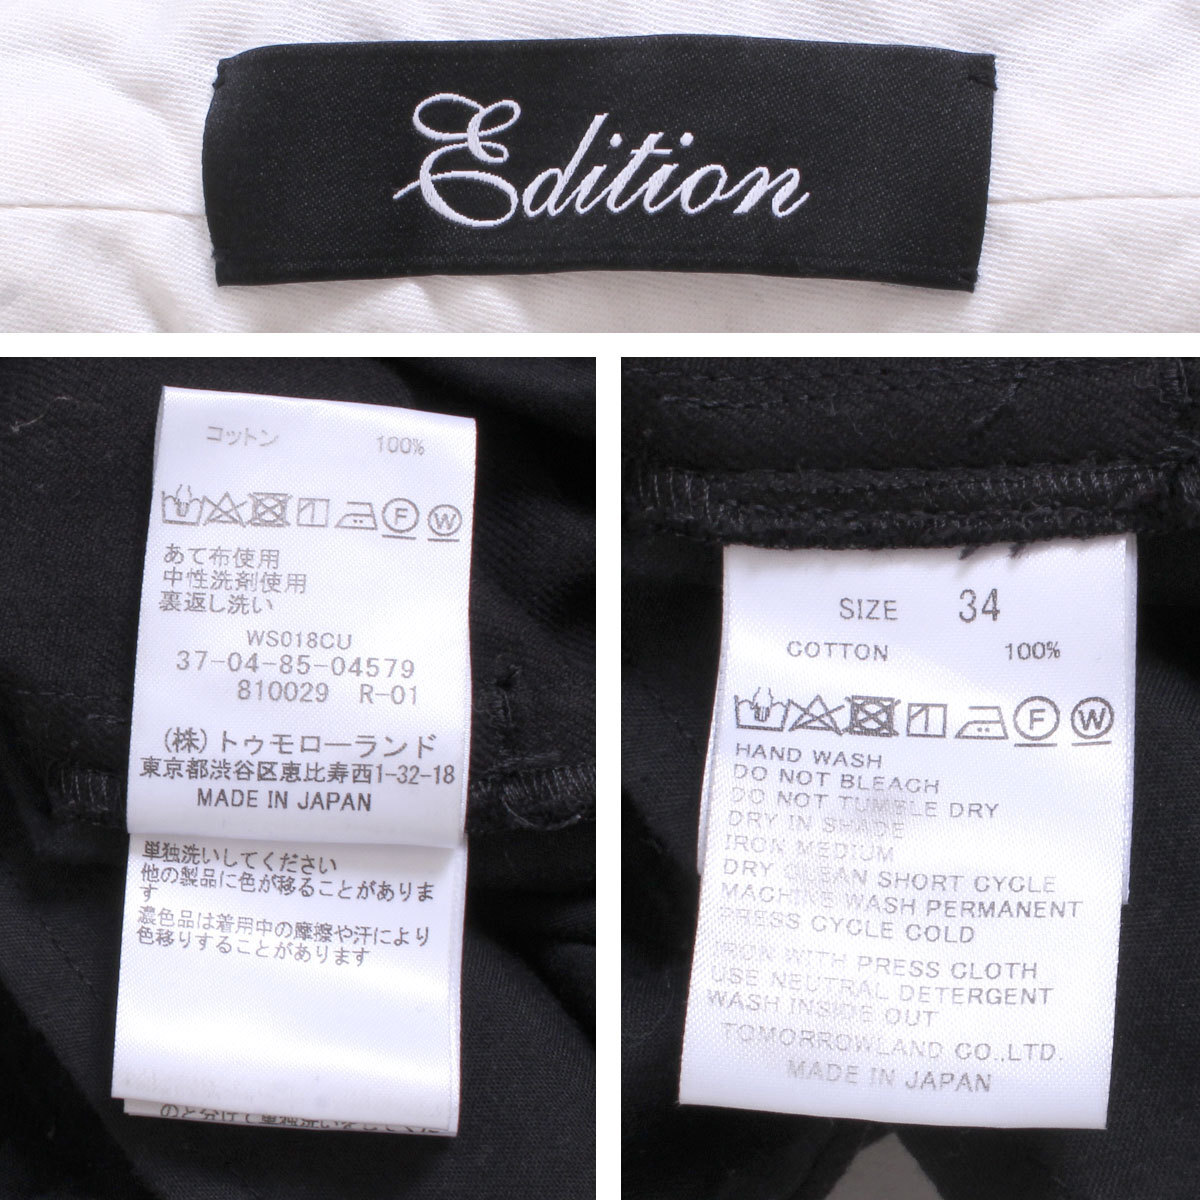 Edition
コットン 100%
F W
あて布使用
中性洗剤使用
裏返し洗い
WS018CU
37-04-85-04579
810029 R-01
(株)トゥモローランド
東京都渋谷区恵比寿西1-32-18
MADE IN JAPAN
単独洗いしてください
他の製品に色が移ることがありま
す
濃色品は着用中の摩擦や汗により
色移りすることがあります
SIZE 34
COTTON 100%
F W
HAND WASH
DO NOT BLEACH
DO NOT TUMBLE DRY
DRY IN SHADE
IRON MEDIUM
DRY CLEAN SHORT CYCLE
MACHINE WASH PERMANENT
PRESS CYCLE COLD
IRON WITH PRESS CLOTH
USE NEUTRAL DETERGENT
WASH INSIDE OUT
TOMORROWLAND CO.,LTD.
MADE IN JAPAN